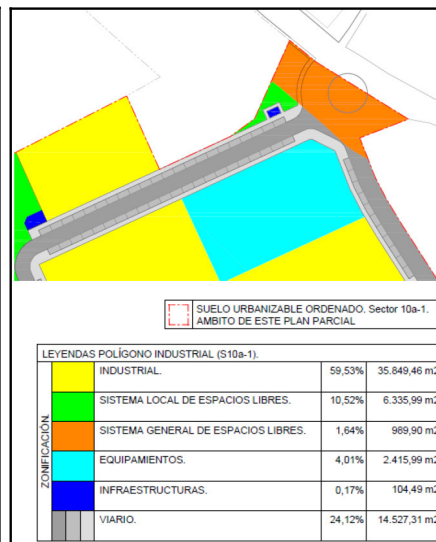 SUELO URBANIZABLE ORDENADO. Sector 10a-1.
AMBITO DE ESTE PLAN PARCIAL
LEYENDAS POLÍGONO INDUSTRIAL (S10a-1).
ZONIFICACIÓN.
INDUSTRIAL. 59,53% 35.849,46 m2
SISTEMA LOCAL DE ESPACIOS LIBRES. 10,52% 6.335,99 m2
SISTEMA GENERAL DE ESPACIOS LIBRES. 1,64% 989,90 m2
EQUIPAMIENTOS. 4,01% 2.415,99 m2
INFRAESTRUCTURAS. 0,17% 104,49 m2
VIARIO. 24,12% 14.527,31 m2